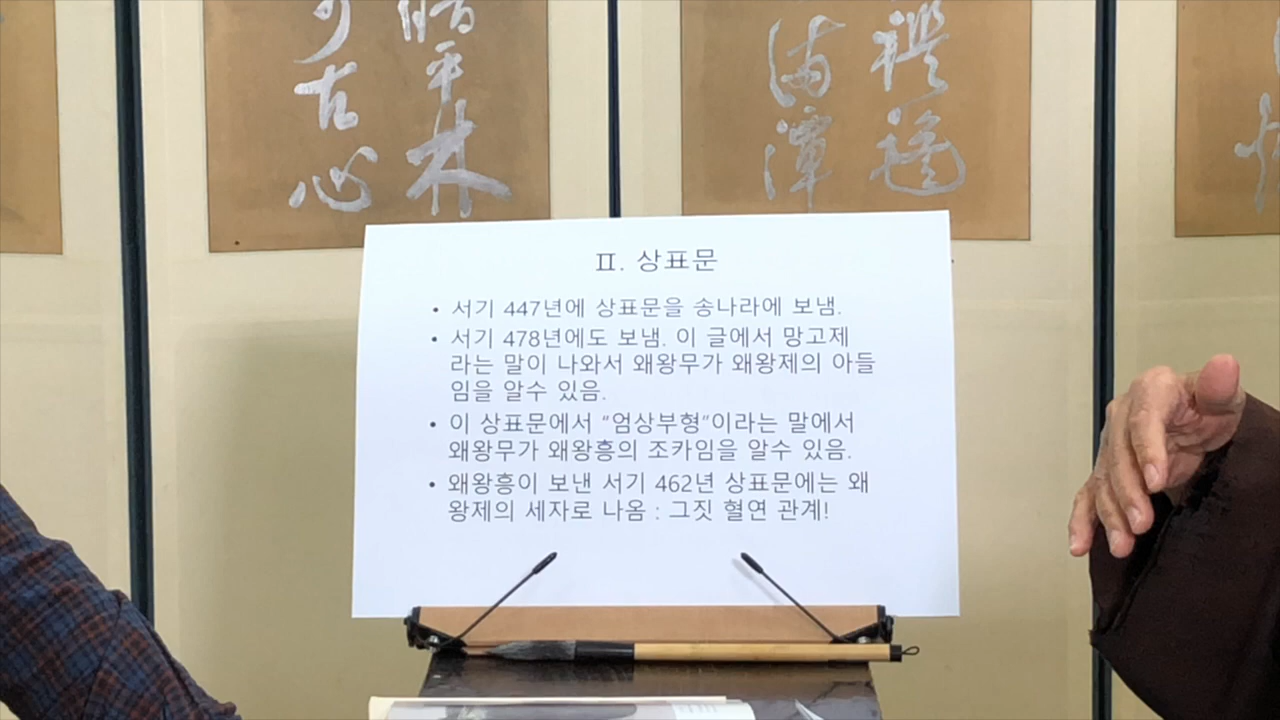 古心
平林
滿潭
Ⅱ. 상표문
• 서기 447년에 상표문을 송나라에 보냄.
• 서기 478년에도 보냄. 이 글에서 망고제
라는 말이 나와서 왜왕무가 왜왕제의 아들
임을 알수 있음.
• 이 상표문에서 “엄상부형”이라는 말에서
왜왕무가 왜왕흥의 조카임을 알수 있음.
• 왜왕흥이 보낸 서기 462년 상표문에는 왜
왕제의 세자로 나옴 : 그짓 혈연 관계!